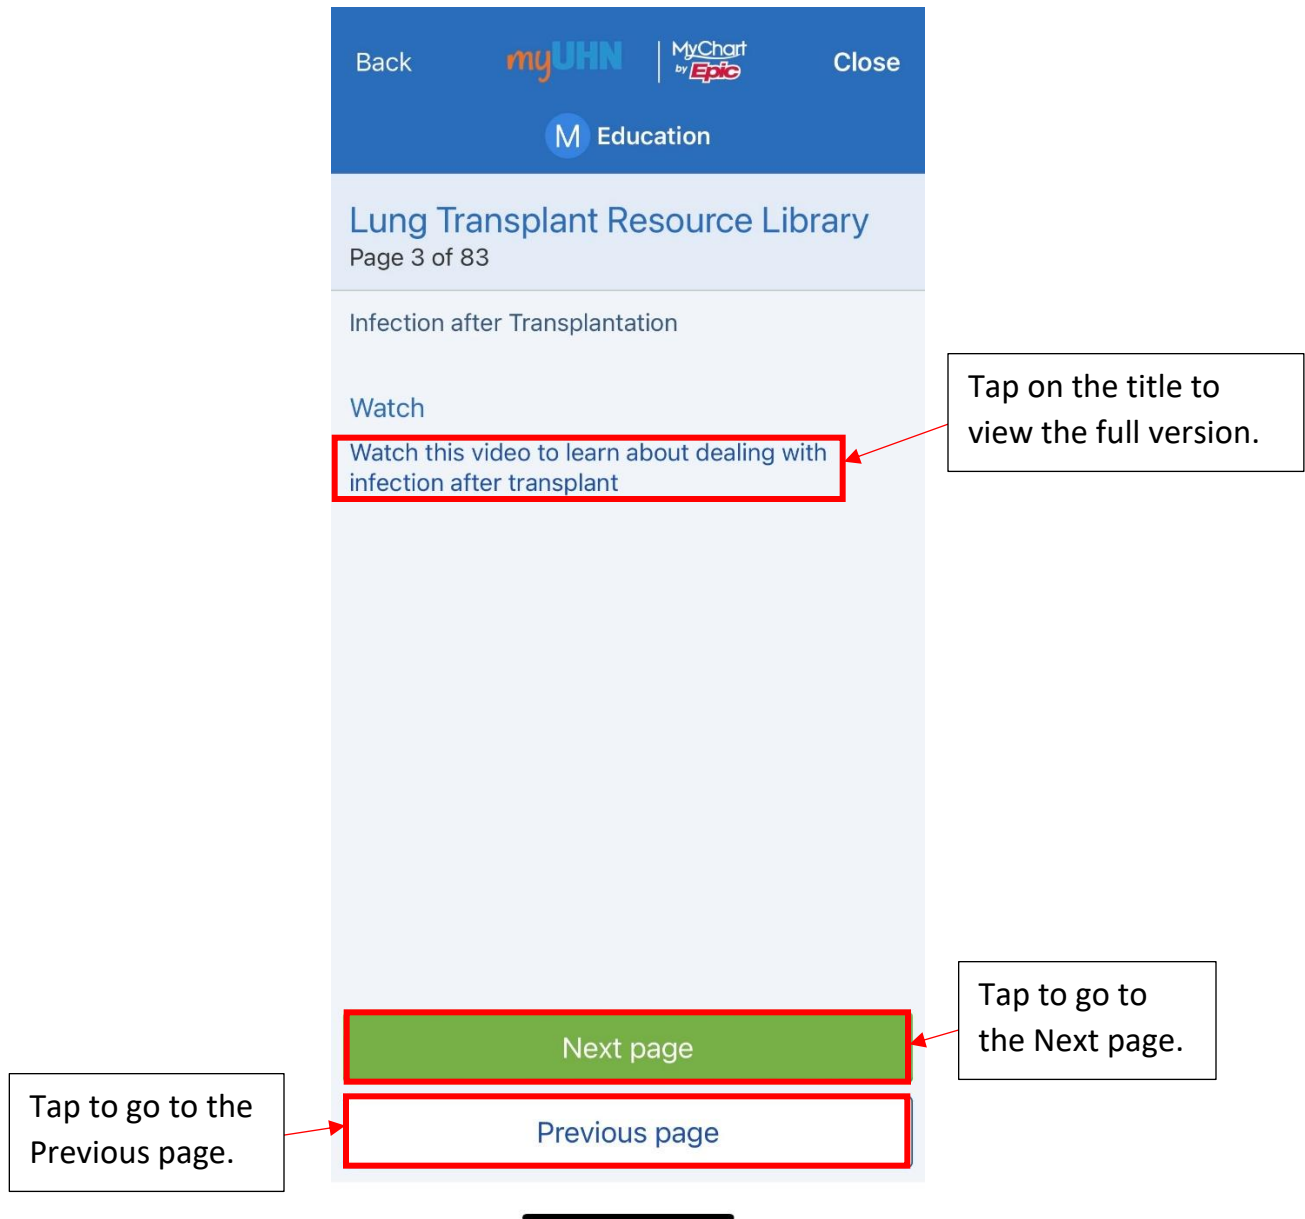 Back
myUHN
MyChart
by Epic
Close
M Education
Lung Transplant Resource Library
Page 3 of 83
Infection after Transplantation
Watch
Watch this video to learn about dealing with
infection after transplant
Tap on the title to
view the full version.
Next page
Tap to go to
the Next page.
Previous page
Tap to go to the
Previous page.